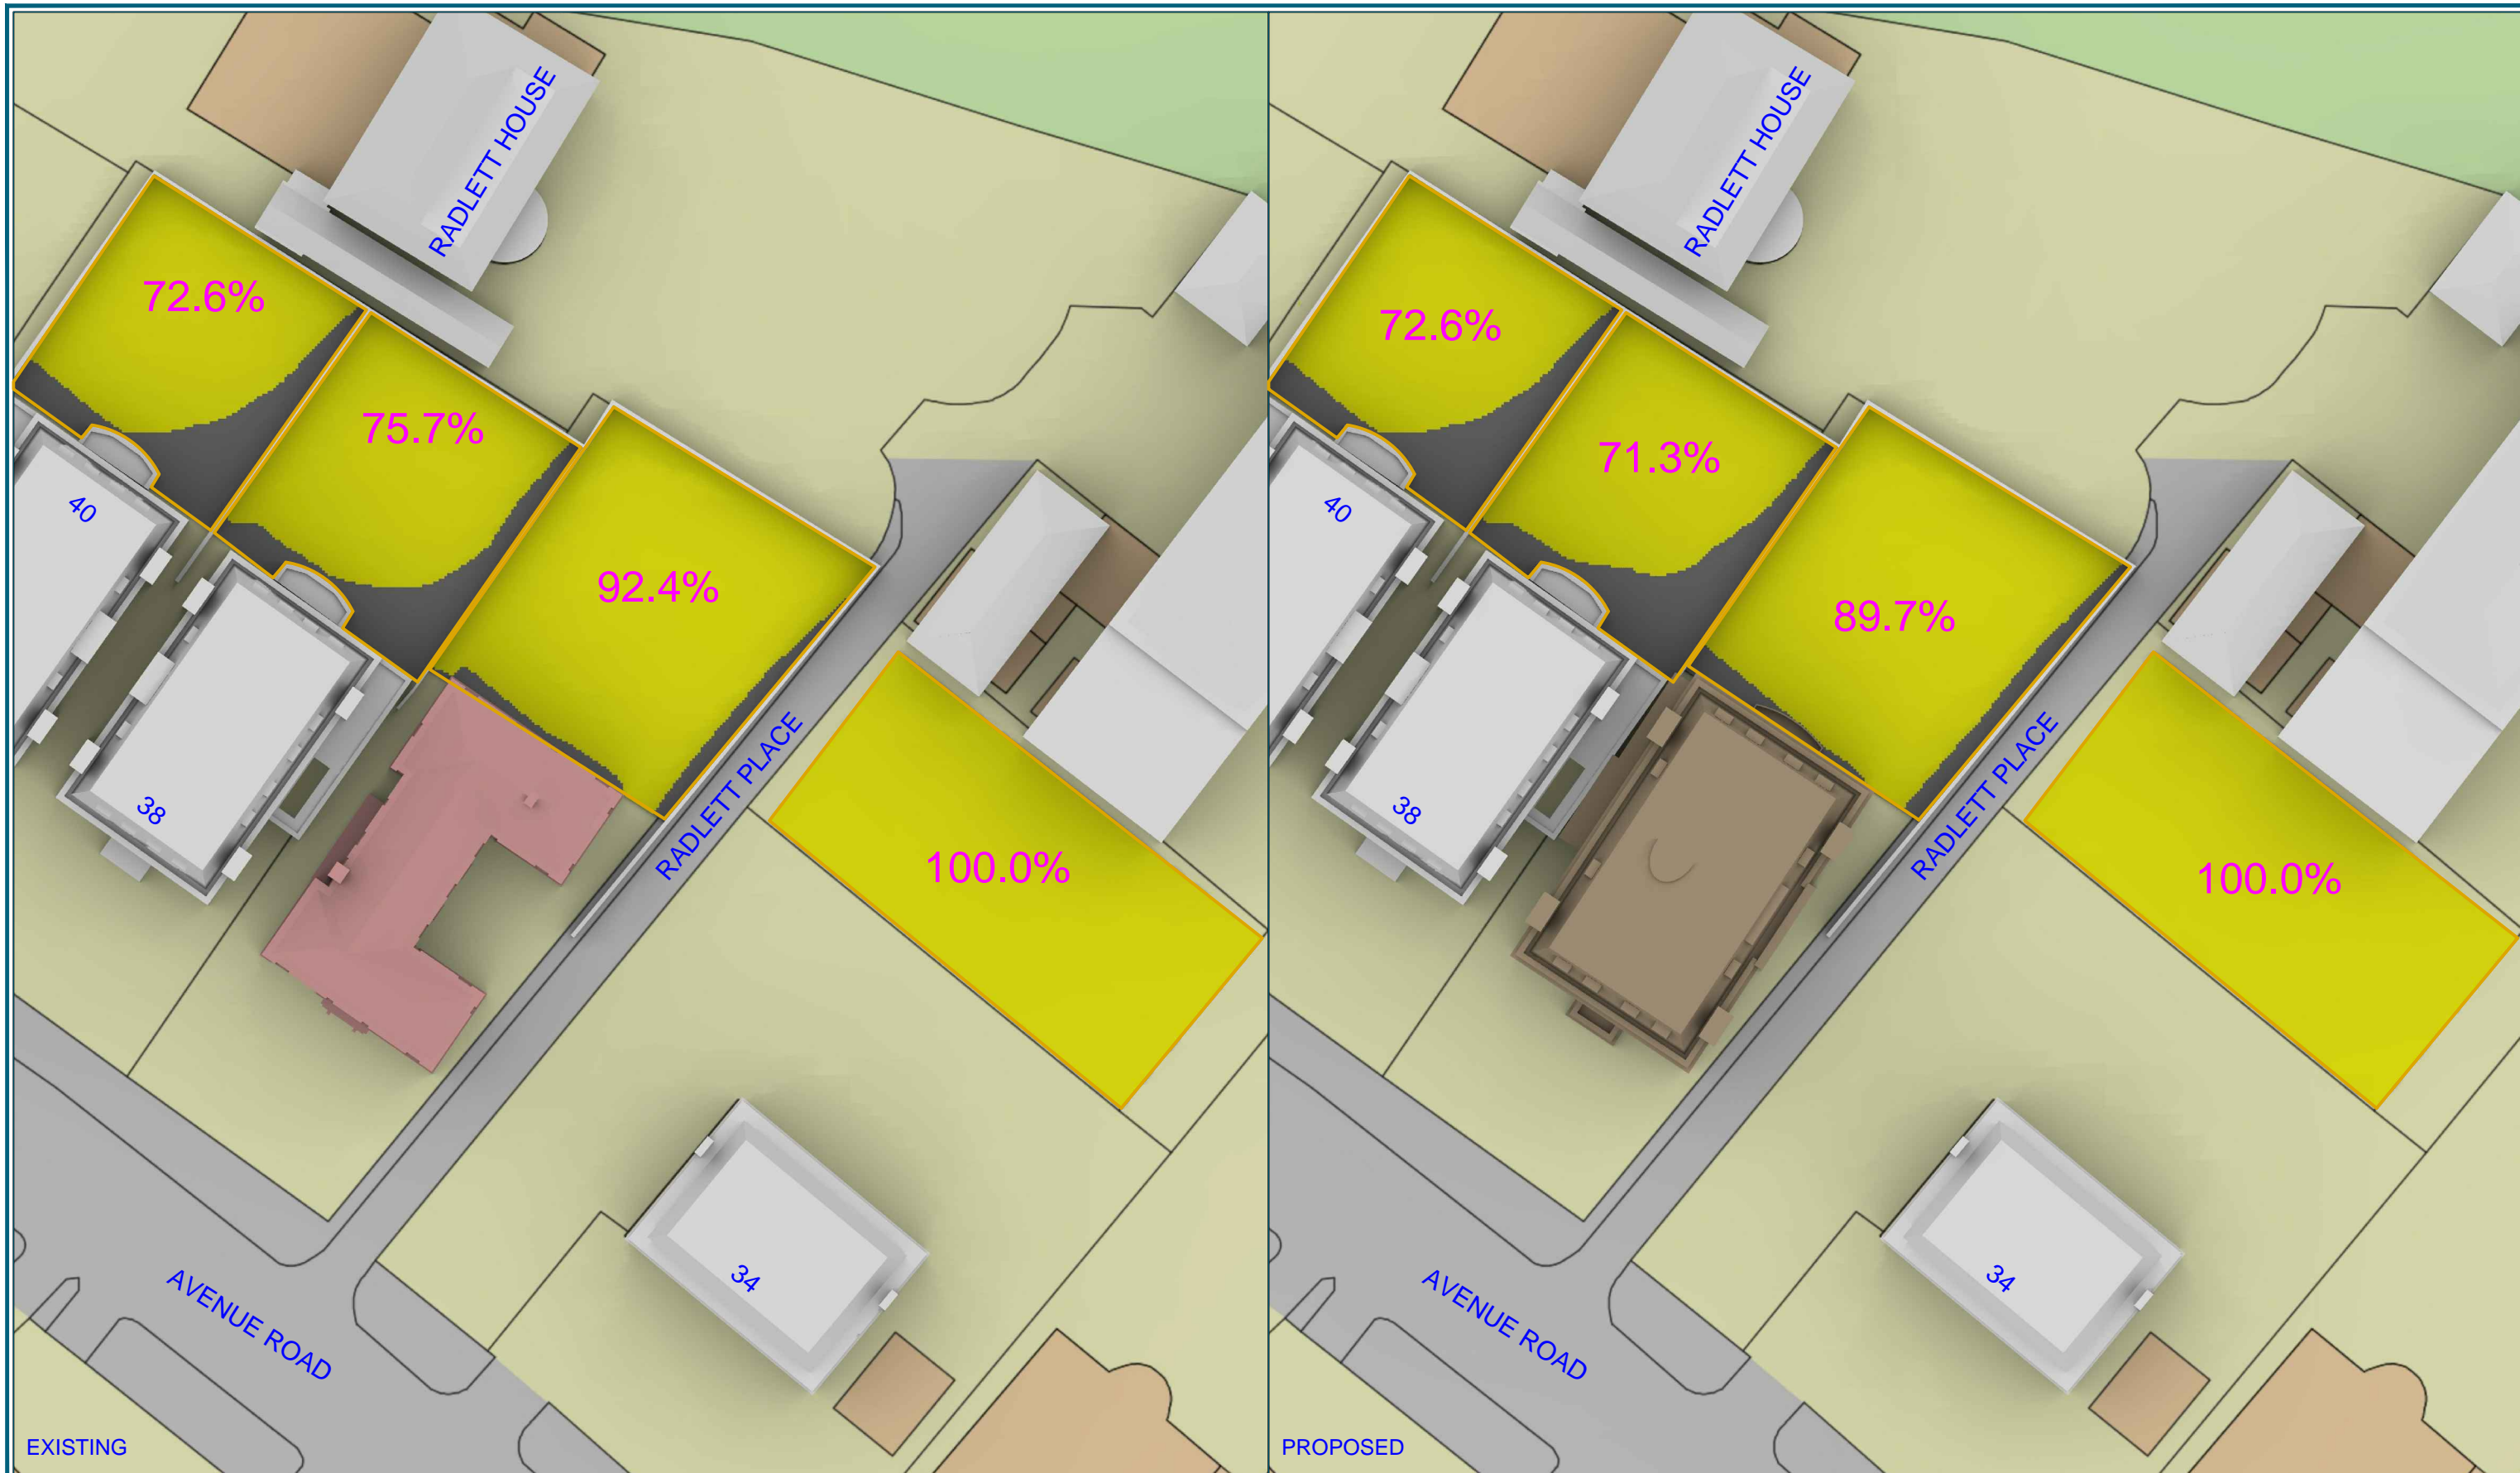 RADLETT HOUSE
72.6%
75.7%
92.4%
40
38
RADLETT PLACE
100.0%
34
AVENUE ROAD
EXISTING
RADLETT HOUSE
72.6%
71.3%
89.7%
40
38
RADLETT PLACE
100.0%
34
AVENUE ROAD
PROPOSED